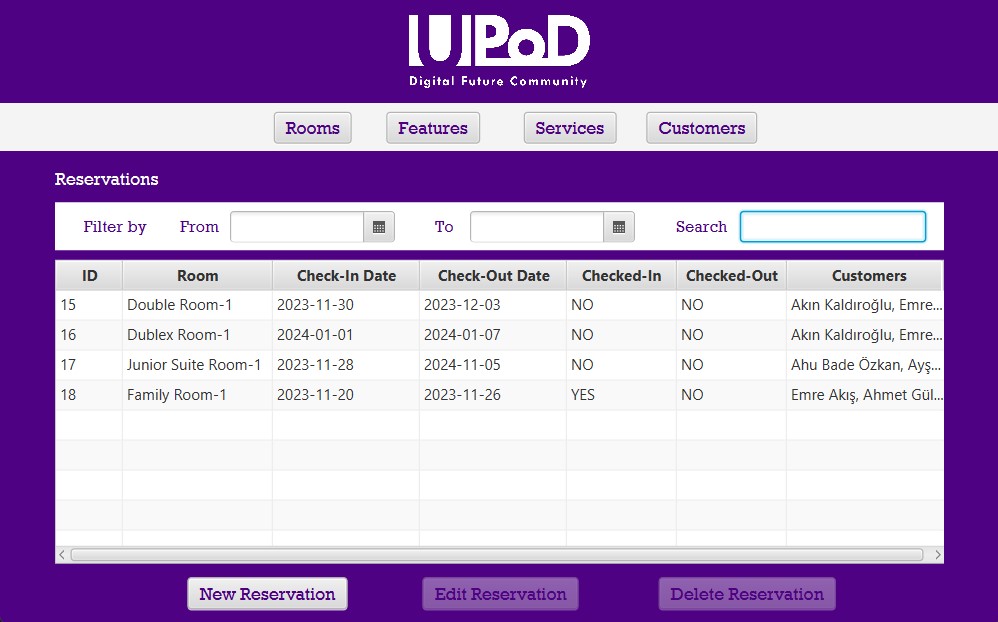 UPoD
Digital Future Community
Rooms Features Services Customers
Reservations
Filter by From To Search
ID Room Check-In Date Check-Out Date Checked-In Checked-Out Customers
15 Double Room-1 2023-11-30 2023-12-03 NO NO Akın Kaldıroğlu, Emre...
16 Dublex Room-1 2024-01-01 2024-01-07 NO NO Akın Kaldıroğlu, Emre...
17 Junior Suite Room-1 2023-11-28 2024-11-05 NO NO Ahu Bade Özkan, Ayş...
18 Family Room-1 2023-11-20 2023-11-26 YES NO Emre Akış, Ahmet Gül...
New Reservation Edit Reservation Delete Reservation